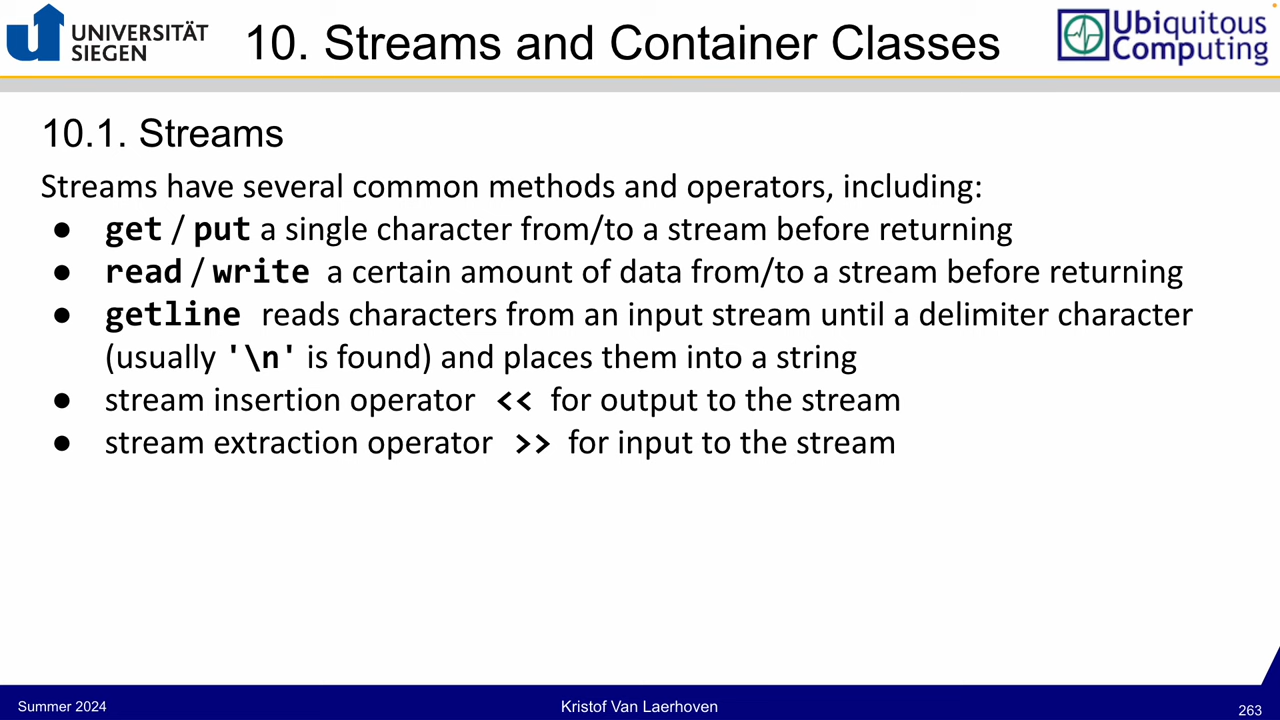 UNIVERSITÄT
SIEGEN
10. Streams and Container Classes
Ubiquitous
Computing
10.1. Streams
Streams have several common methods and operators, including:
● get / put a single character from/to a stream before returning
● read / write a certain amount of data from/to a stream before returning
● getline reads characters from an input stream until a delimiter character
(usually '\n' is found) and places them into a string
● stream insertion operator << for output to the stream
● stream extraction operator >> for input to the stream
Summer 2024
Kristof Van Laerhoven
263